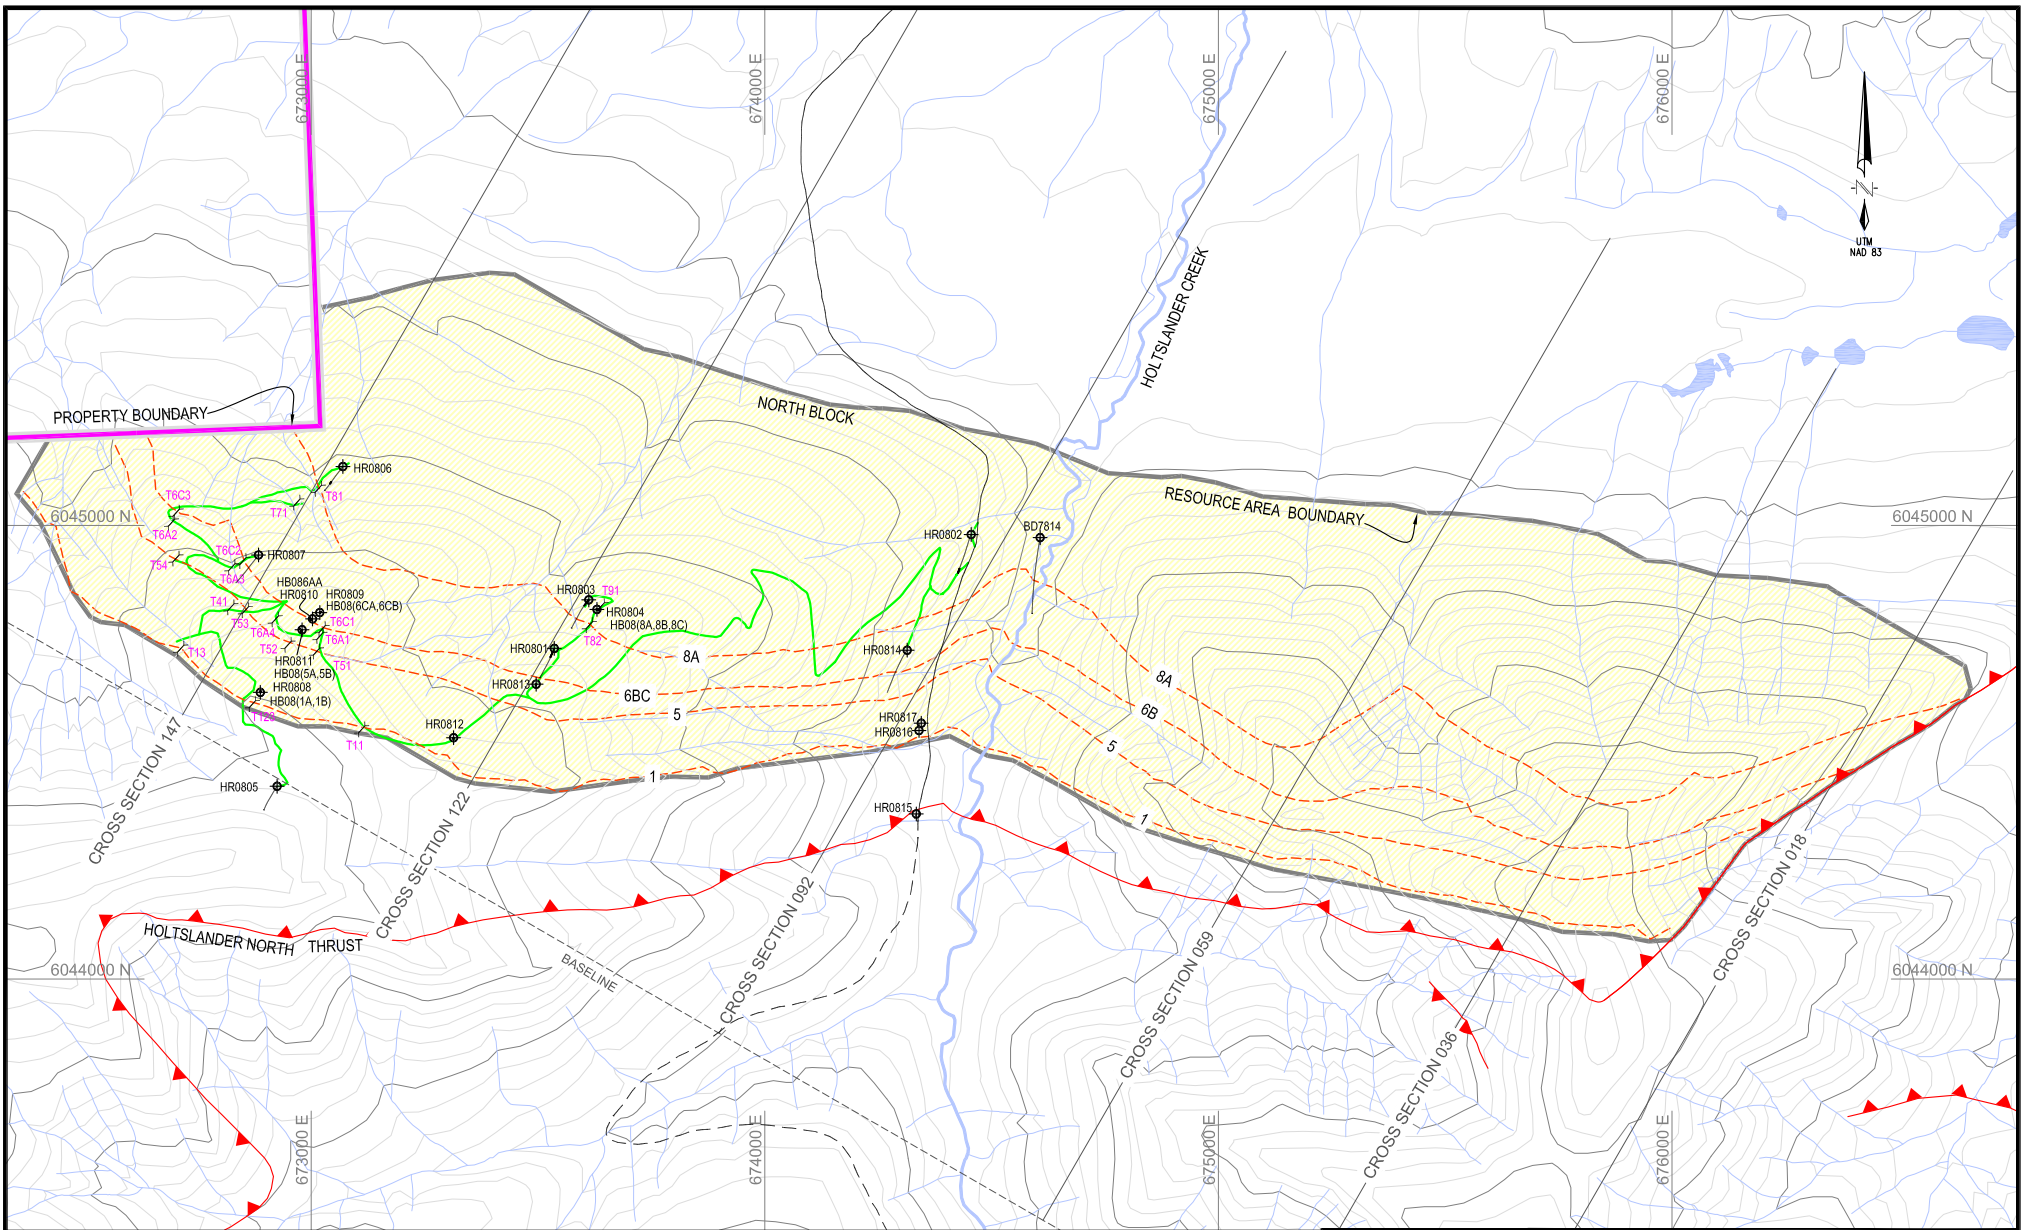 673000 E
674000 E
675000 E
676000 E
UTM
NAD 83
HOLTSLANDER CREEK
PROPERTY BOUNDARY
NORTH BLOCK
RESOURCE AREA BOUNDARY
6045000 N
6045000 N
HR0806
T81
T71
T6C3
T6A2
T6C2
HR0807
T54
T6A3
HB086AA
HR0810
HR0809
HB08(6CA,6CB)
T41
T53
T6A4
T6C1
T6A1
T52
T51
T13
HR0811
HB08(5A,5B)
HR0808
HB08(1A,1B)
T123
T11
HR0805
HR0812
HR0813
HR0801
HR0803
T91
HR0804
HB08(8A,8B,8C)
T82
HR0802
BD7814
HR0814
HR0817
HR0816
HR0815
8A
6BC
5
1
8A
6B
5
1
CROSS SECTION 147
CROSS SECTION 122
CROSS SECTION 092
CROSS SECTION 059
CROSS SECTION 036
CROSS SECTION 018
HOLTSLANDER NORTH THRUST
BASELINE
6044000 N
6044000 N
673000 E
674000 E
675000 E
676000 E